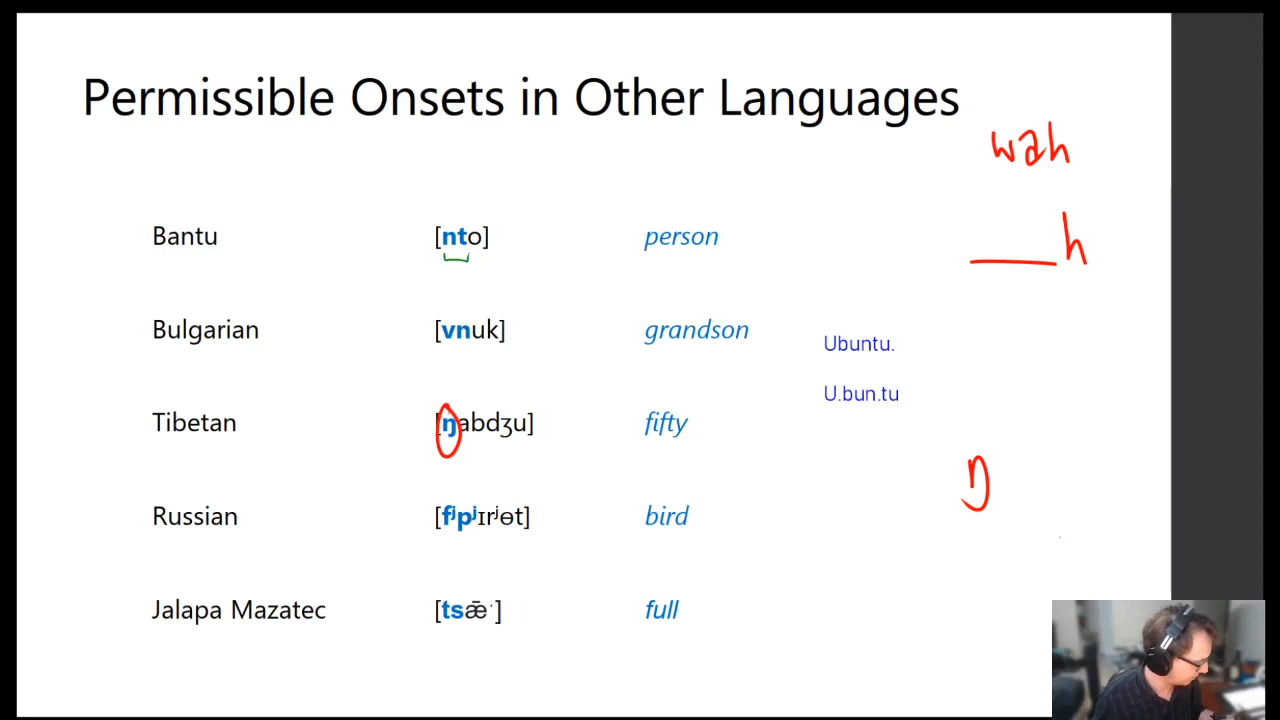 Permissible Onsets in Other Languages
wah
Bantu [nto] person
h
Bulgarian [vnuk] grandson
Ubuntu.
U.bun.tu
Tibetan [ŋabdʒu] fifty
ŋ
Russian [fʲpʲɪrʲɵt] bird
Jalapa Mazatec [tsǣ˙] full